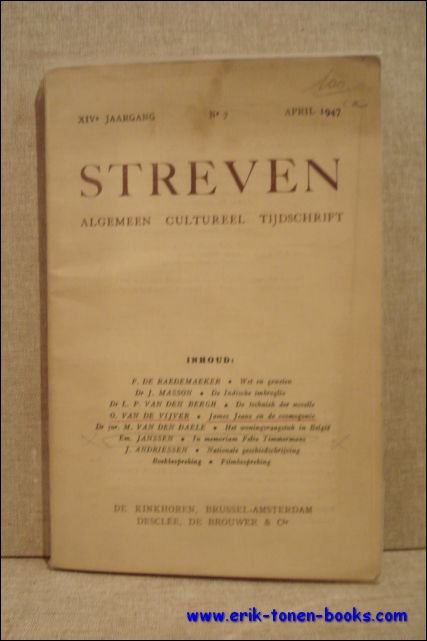 XIVe JAARGANG Nr 7 APRIL 1947
STREVEN
ALGEMEEN CULTUREEL TIJDSCHRIFT
INHOUD:
F. DE RAEDEMAEKER • Wet en geweten
Dr J. MASSON • De Indische imbroglio
Dr L. P. VAN DEN BERGH • De techniek der novelle
O. VAN DE VIJVER • James Jeans en de cosmogonie
Dr jur. M. VAN DEN DAELE • Het woningvraagstuk in België
Em. JANSSEN • In memoriam Felix Timmermans
J. ANDRIESSEN • Nationale geschiedschrijving
Boekbespreking • Filmbespreking
DE KINKHOREN, BRUSSEL-AMSTERDAM
DESCLÉE, DE BROUWER & Cie
www.erik-tonen-books.com